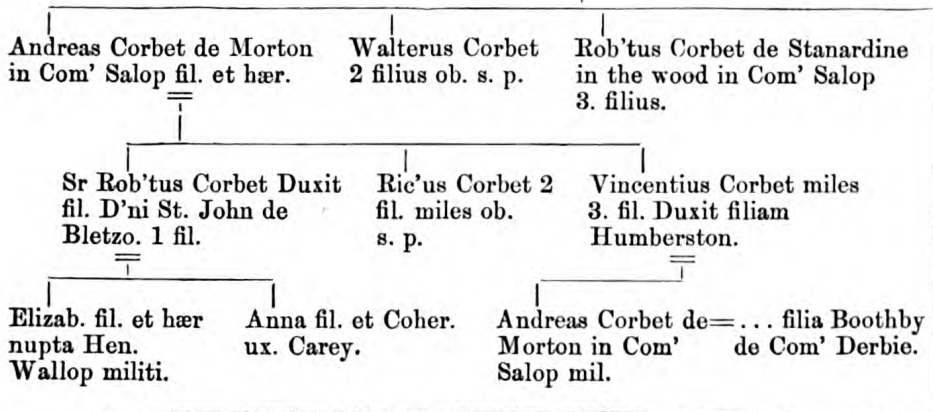 Andreas Corbet de Morton
in Com' Salop fil. et hær.
Walterus Corbet
2 filius ob. s. p.
Rob'tus Corbet de Stanardine
in the wood in Com' Salop
3. filius.
Sr Rob'tus Corbet Duxit
fil. D'ni St. John de
Bletzo. 1 fil.
Ric'us Corbet 2
fil. miles ob.
s. p.
Vincentius Corbet miles
3. fil. Duxit filiam
Humberston.
Elizab. fil. et hær
nupta Hen.
Wallop militi.
Anna fil. et Coher.
ux. Carey.
Andreas Corbet de
Morton in Com'
Salop mil.
= ... filia Boothby
de Com' Derbie.